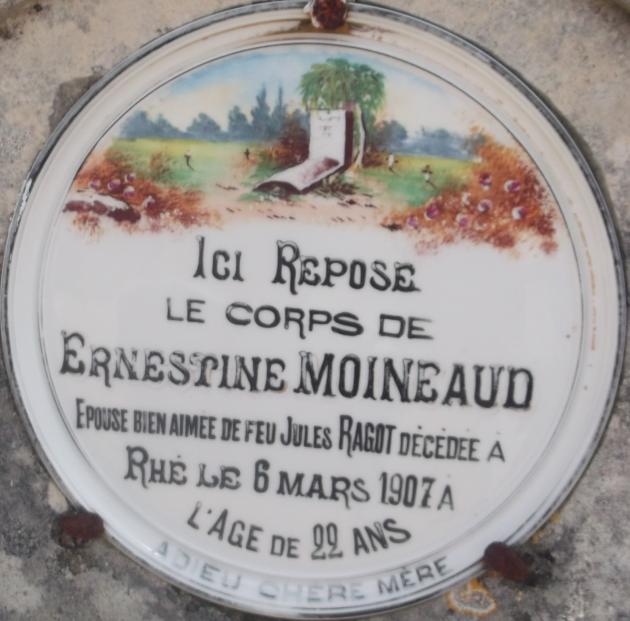 ICI REPOSE
LE CORPS DE
ERNESTINE MOINEAUD
EPOUSE BIEN AIMÉE DE FEU JULES RAGOT DÉCÉDÉE À
RHÉ LE 6 MARS 1907 À
L'AGE DE 22 ANS
ADIEU CHÈRE MÈRE